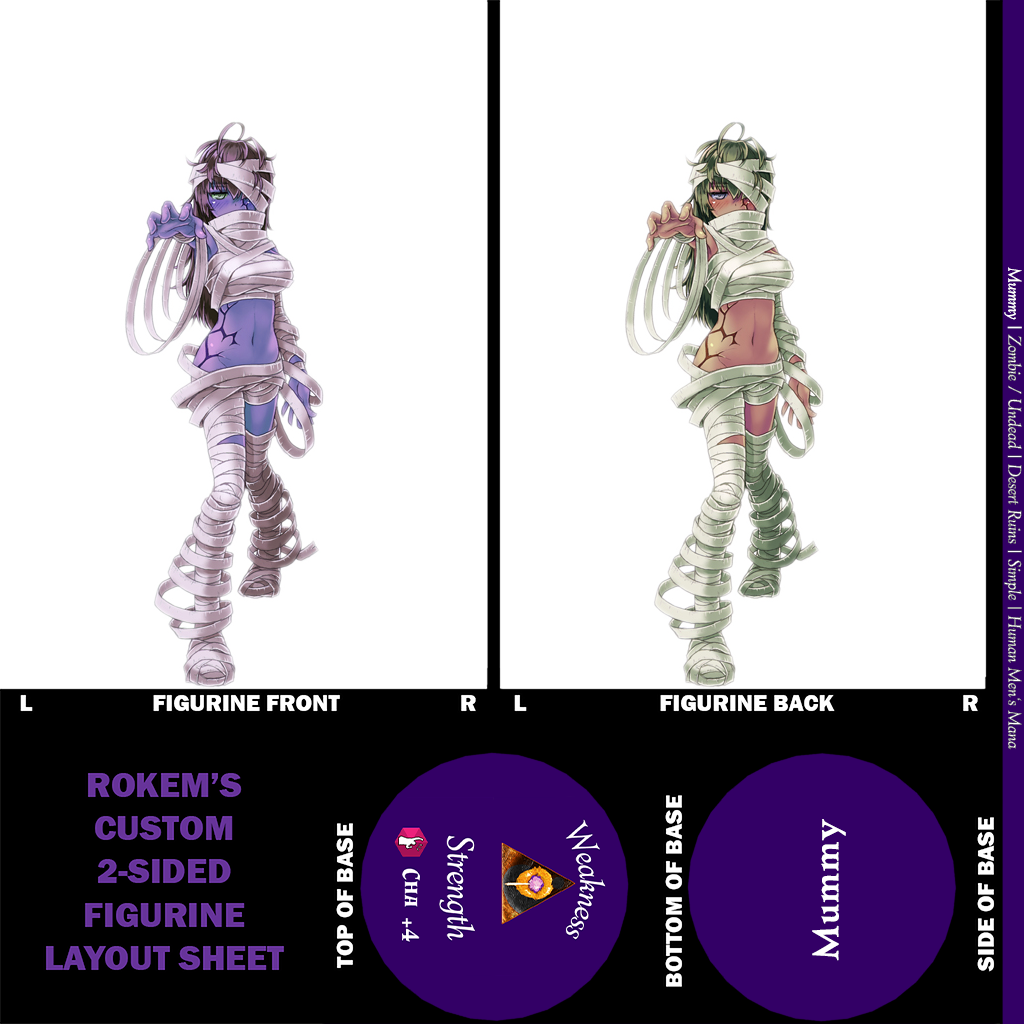 L
FIGURINE FRONT
R
L
FIGURINE BACK
R
Mummy | Zombie / Undead | Desert Ruins | Simple | Human Men's Mana
ROKEM'S
CUSTOM
2-SIDED
FIGURINE
LAYOUT SHEET
TOP OF BASE
Weakness
Strength
CHA +4
BOTTOM OF BASE
Mummy
SIDE OF BASE